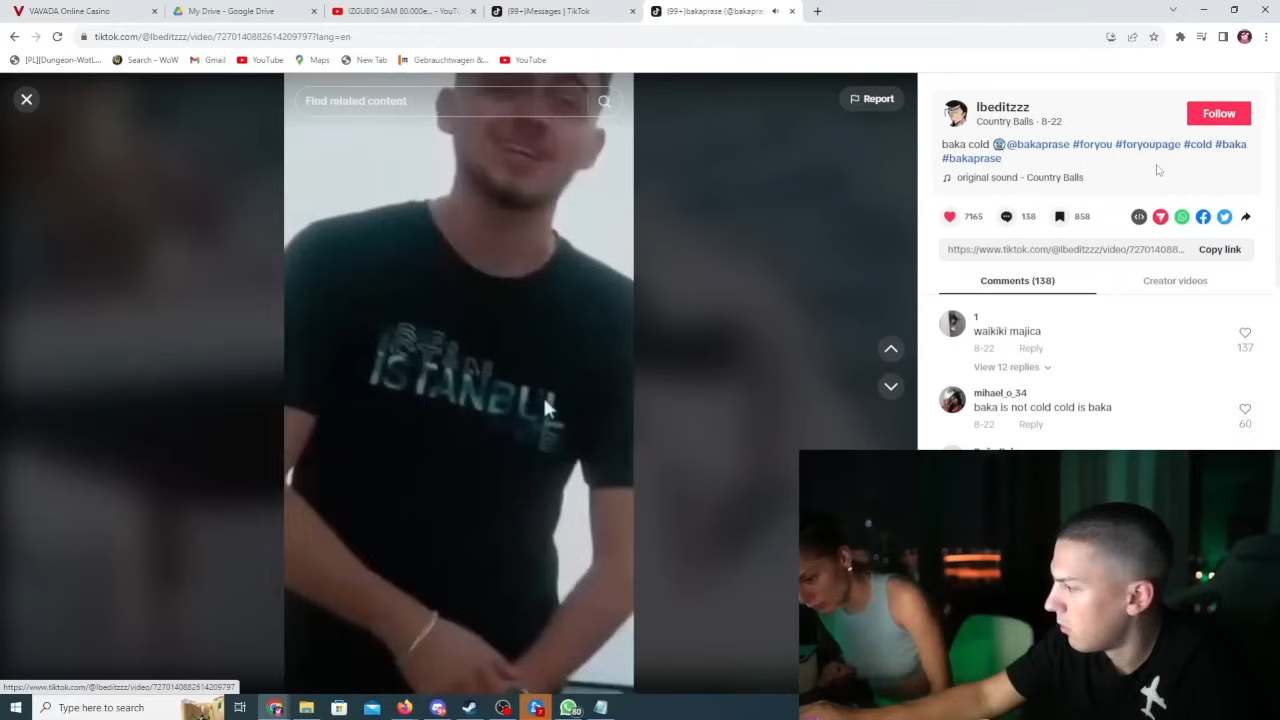 VAVADA Online Casino
My Drive - Google Drive
IZGUBIO SAM 80.000e... - YouTu
(99+)Messages | TikTok
(99+)bakaprase (@bakapras
tiktok.com/@lbeditzzz/video/7270140882614209797?lang=en
[PL][Dungeon-WotL...
Search - WoW
Gmail
YouTube
Maps
New Tab
Gebrauchtwagen &...
YouTube
Find related content
Report
lbeditzzz
Country Balls · 8-22
Follow
baka cold @bakaprase #foryou #foryoupage #cold #baka
#bakaprase
original sound - Country Balls
7165
138
858
https://www.tiktok.com/@lbeditzzz/video/727014088...
Copy link
Comments (138)
Creator videos
1
waikiki majica
8-22 Reply
137
View 12 replies
mihael_o_34
baka is not cold cold is baka
8-22 Reply
60
ISTANBUL
https://www.tiktok.com/@lbeditzzz/video/7270140882614209797
Type here to search
80